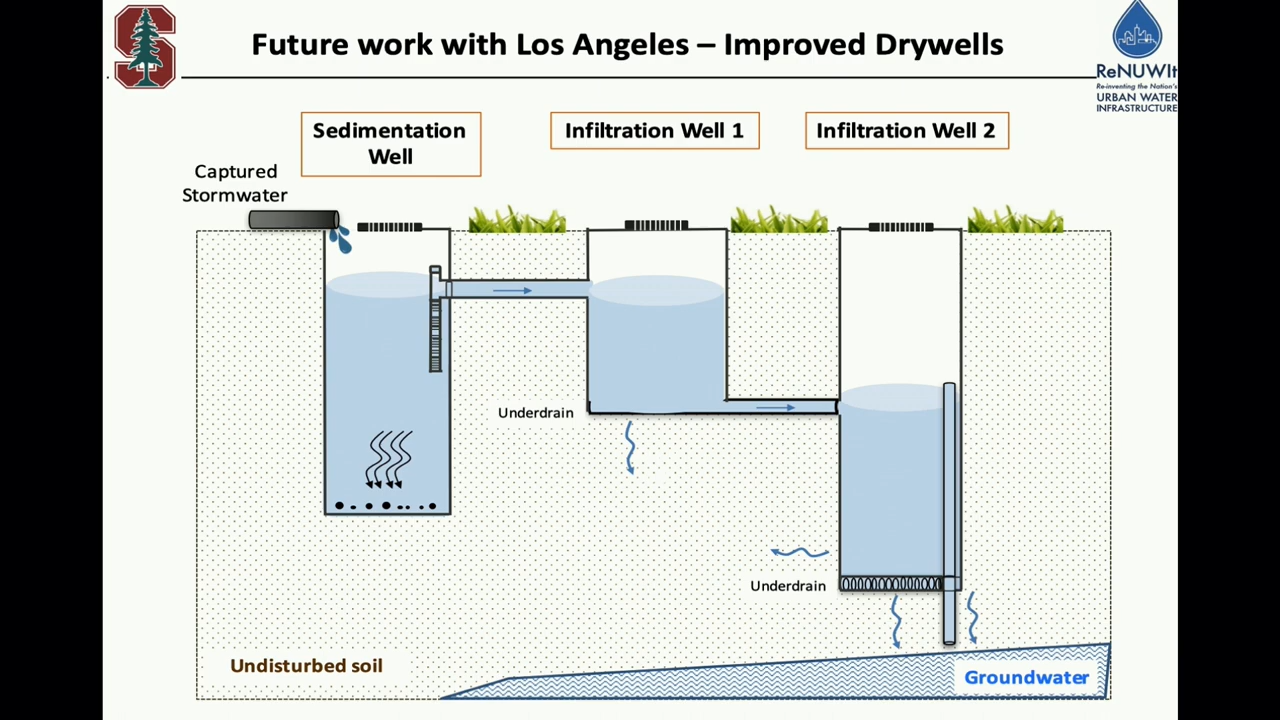 Future work with Los Angeles – Improved Drywells
S
ReNUWIt
Re-inventing the Nation's
URBAN WATER
INFRASTRUCTURE
Sedimentation
Well
Infiltration Well 1
Infiltration Well 2
Captured
Stormwater
Underdrain
Underdrain
Undisturbed soil
Groundwater